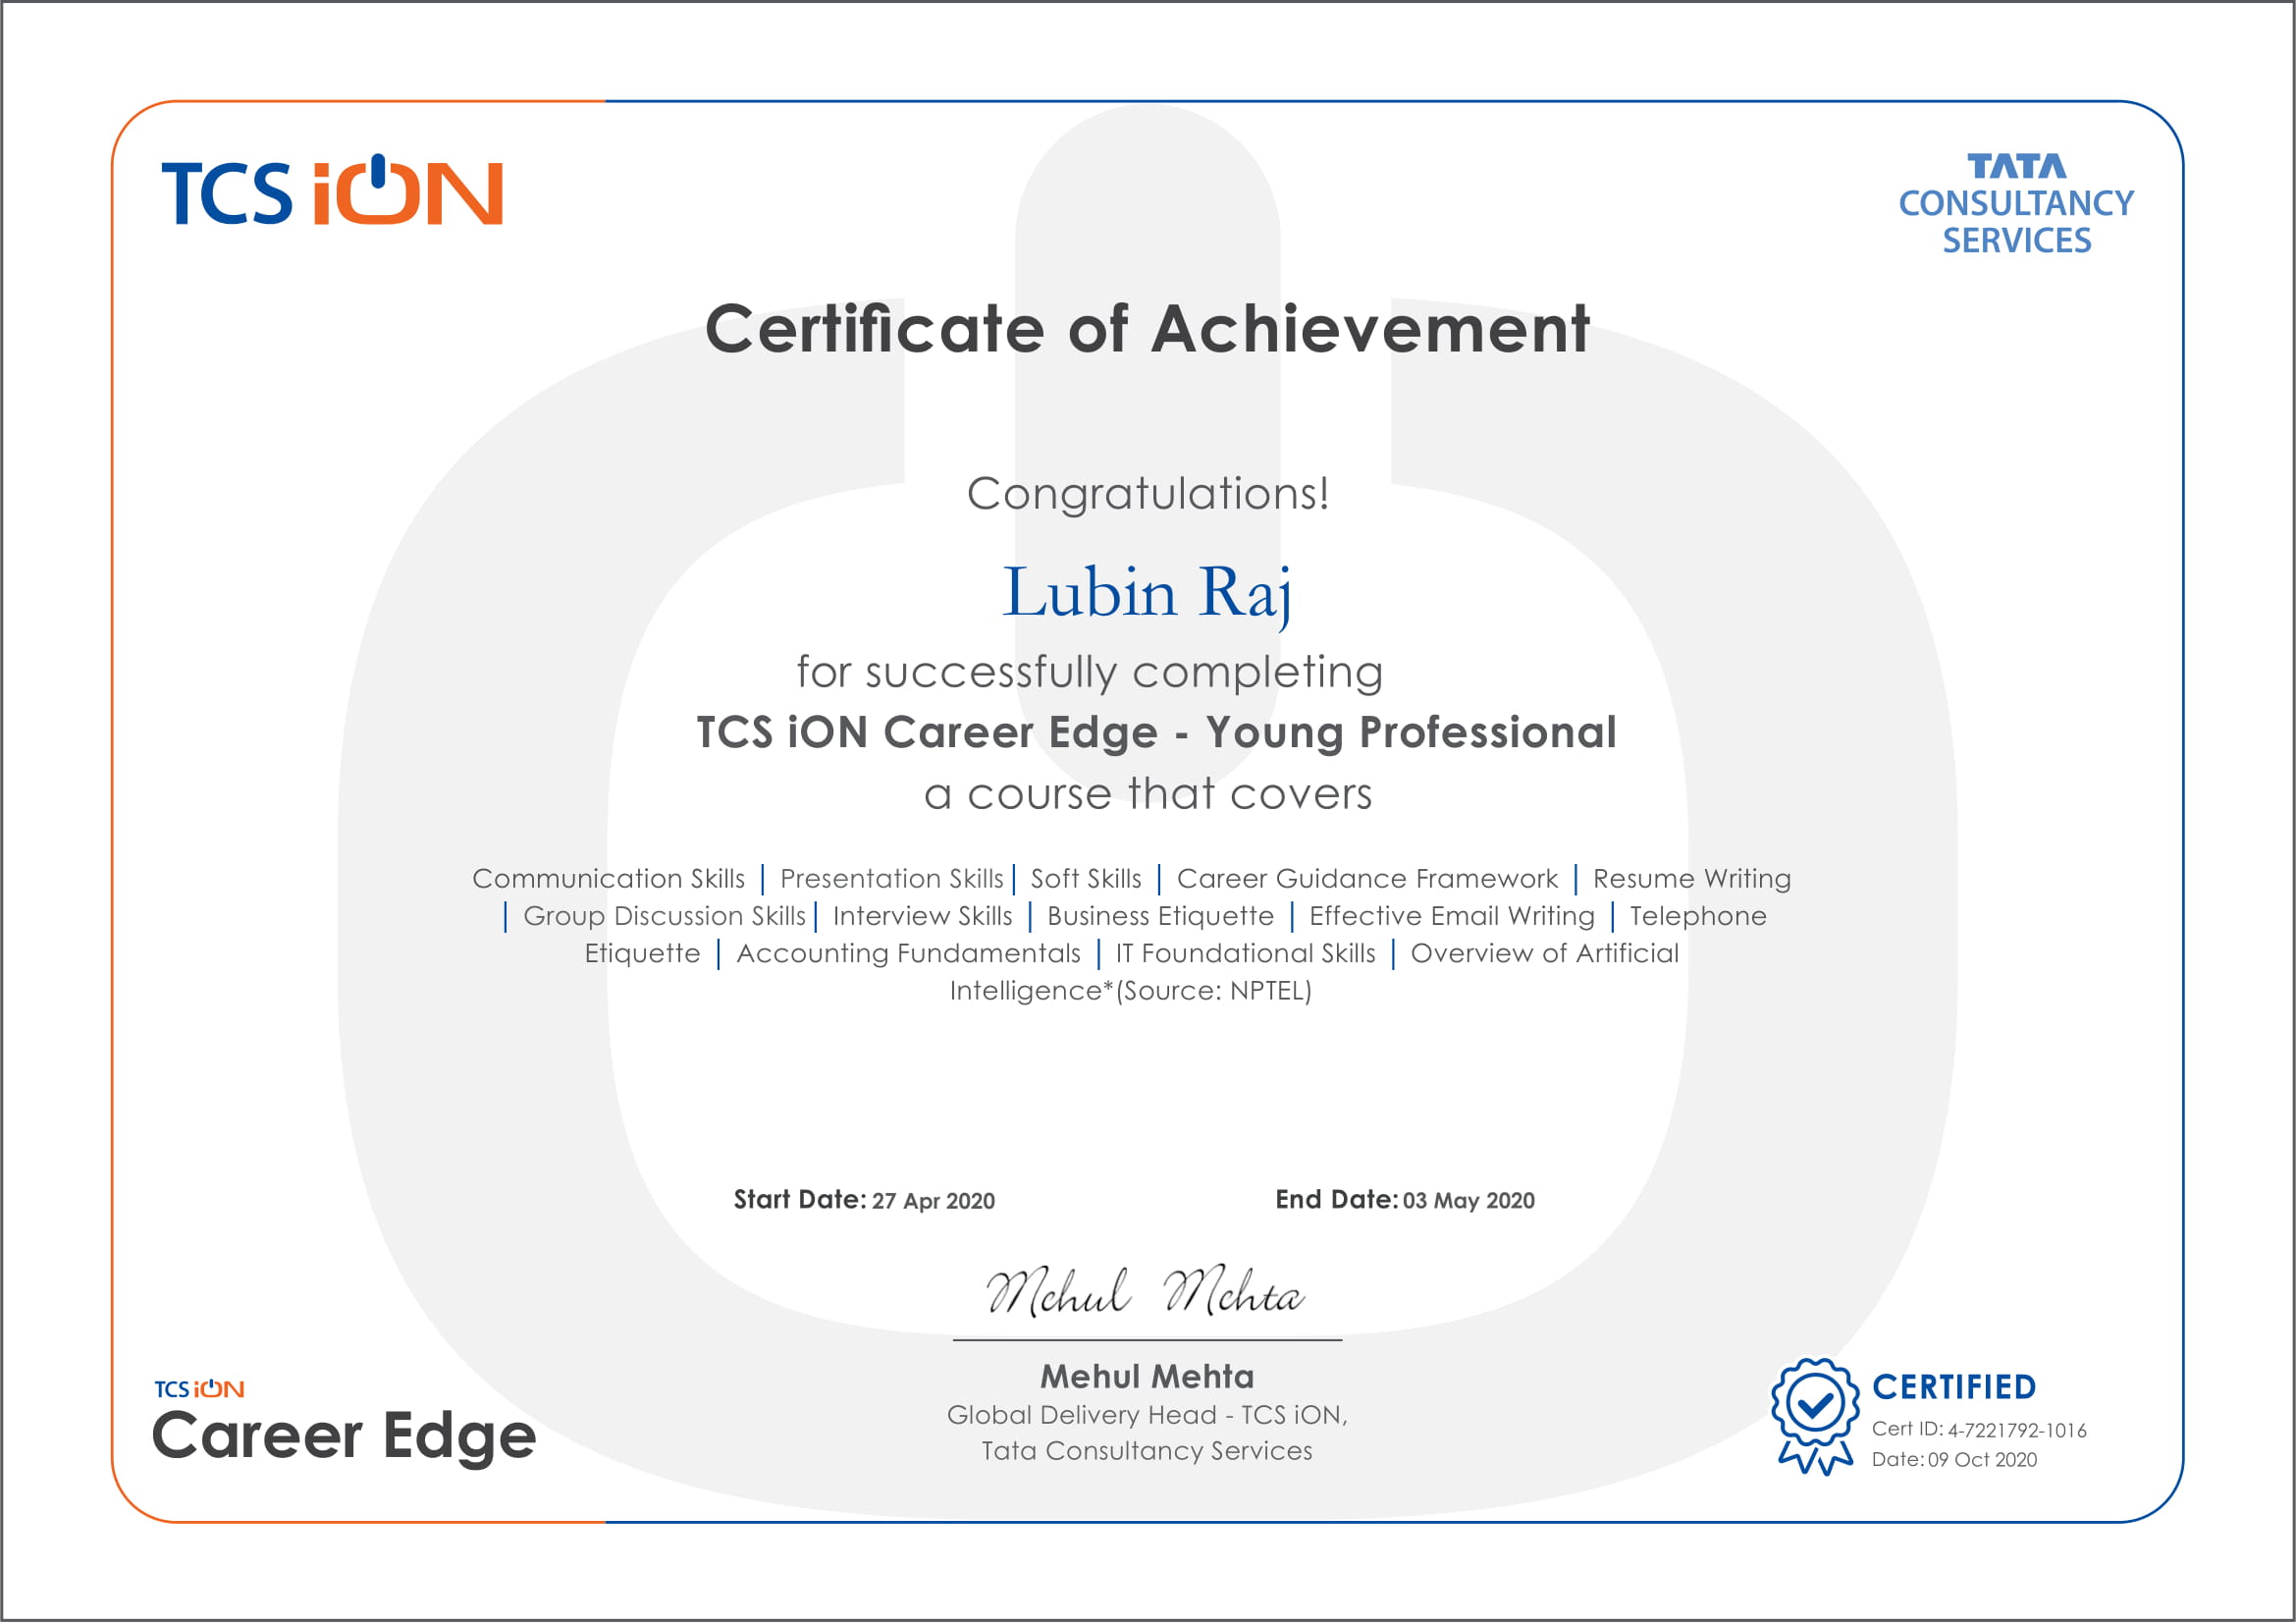 TCS iON
TATA
CONSULTANCY
SERVICES
Certificate of Achievement
Congratulations!
Lubin Raj
for successfully completing
TCS iON Career Edge - Young Professional
a course that covers
Communication Skills | Presentation Skills | Soft Skills | Career Guidance Framework | Resume Writing
| Group Discussion Skills | Interview Skills | Business Etiquette | Effective Email Writing | Telephone
Etiquette | Accounting Fundamentals | IT Foundational Skills | Overview of Artificial
Intelligence*(Source: NPTEL)
Start Date: 27 Apr 2020
End Date: 03 May 2020
Mehul Mehta
Mehul Mehta
Global Delivery Head - TCS iON,
Tata Consultancy Services
TCS iON
Career Edge
CERTIFIED
Cert ID: 4-7221792-1016
Date: 09 Oct 2020